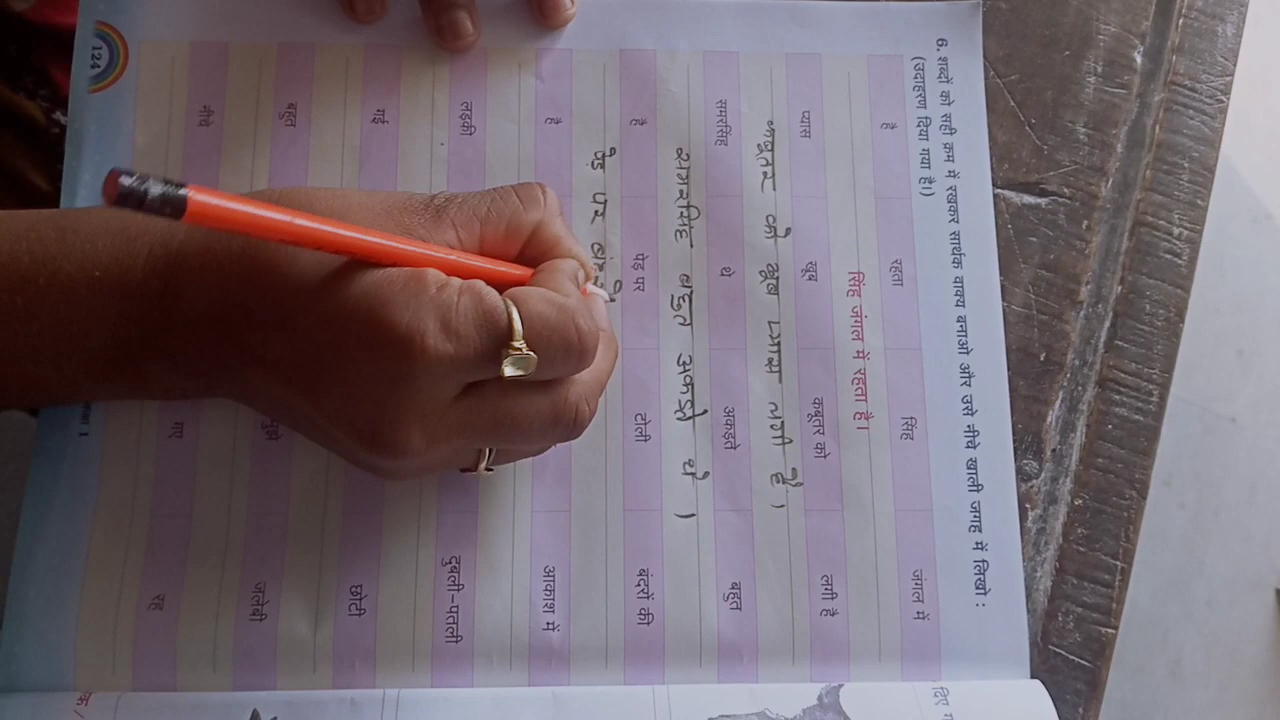 6. शब्दों को सही क्रम में रखकर सार्थक वाक्य बनाओ और उसे नीचे खाली जगह में लिखो :
(उदाहरण दिया गया है।)
है रहता सिंह जंगल में
सिंह जंगल में रहता है।
प्यास खूब कबूतर को लगी है
कबूतर को खूब प्यास लगी है।
समरसिंह थे अकड़ते बहुत
समरसिंह बहुत अकड़ते थे।
है पेड़ पर टोली बंदरों की
पेड़ पर
है आकाश में
लड़की दुबली-पतली
गई छोटी
बहुत जलेबी
नीचे गए रह
124